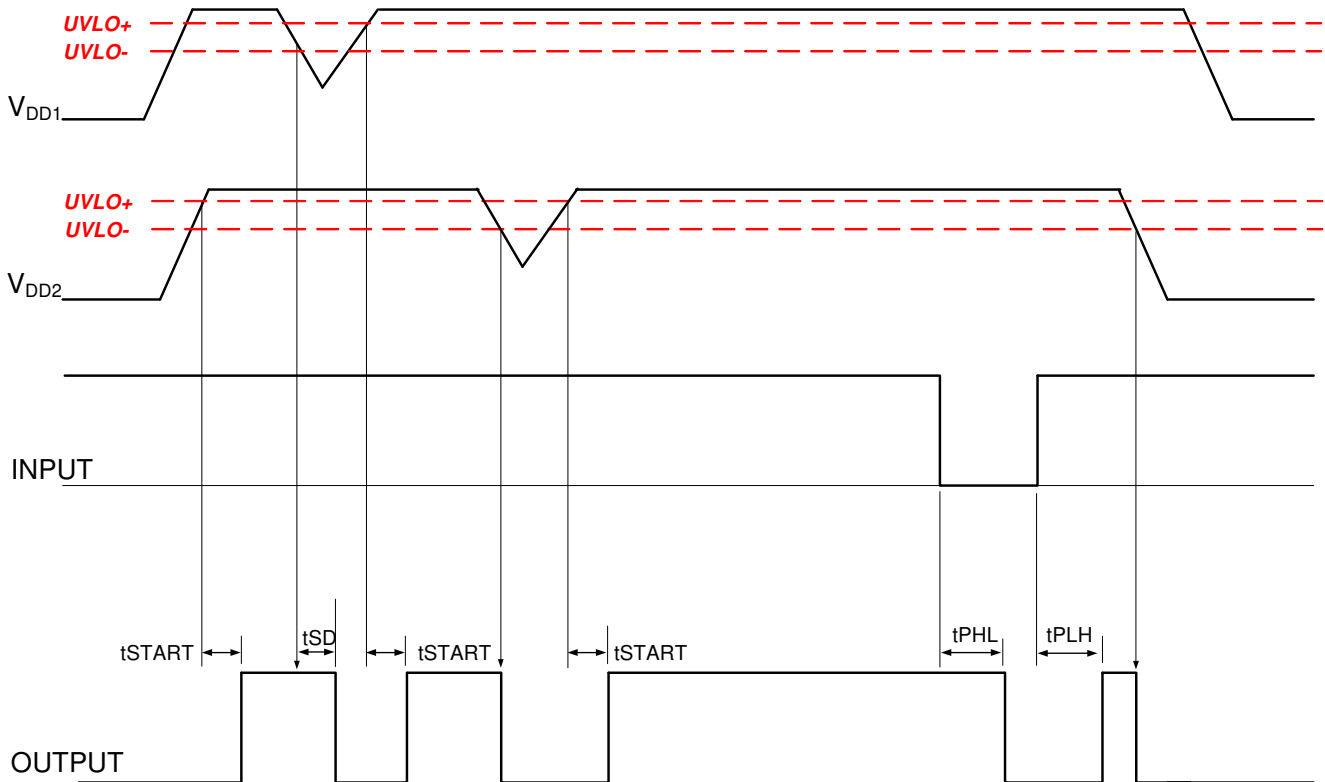 UVLO+
UVLO-
VDD1
UVLO+
UVLO-
VDD2
INPUT
tSTART
tSD
tSTART
tSTART
tPHL
tPLH
OUTPUT